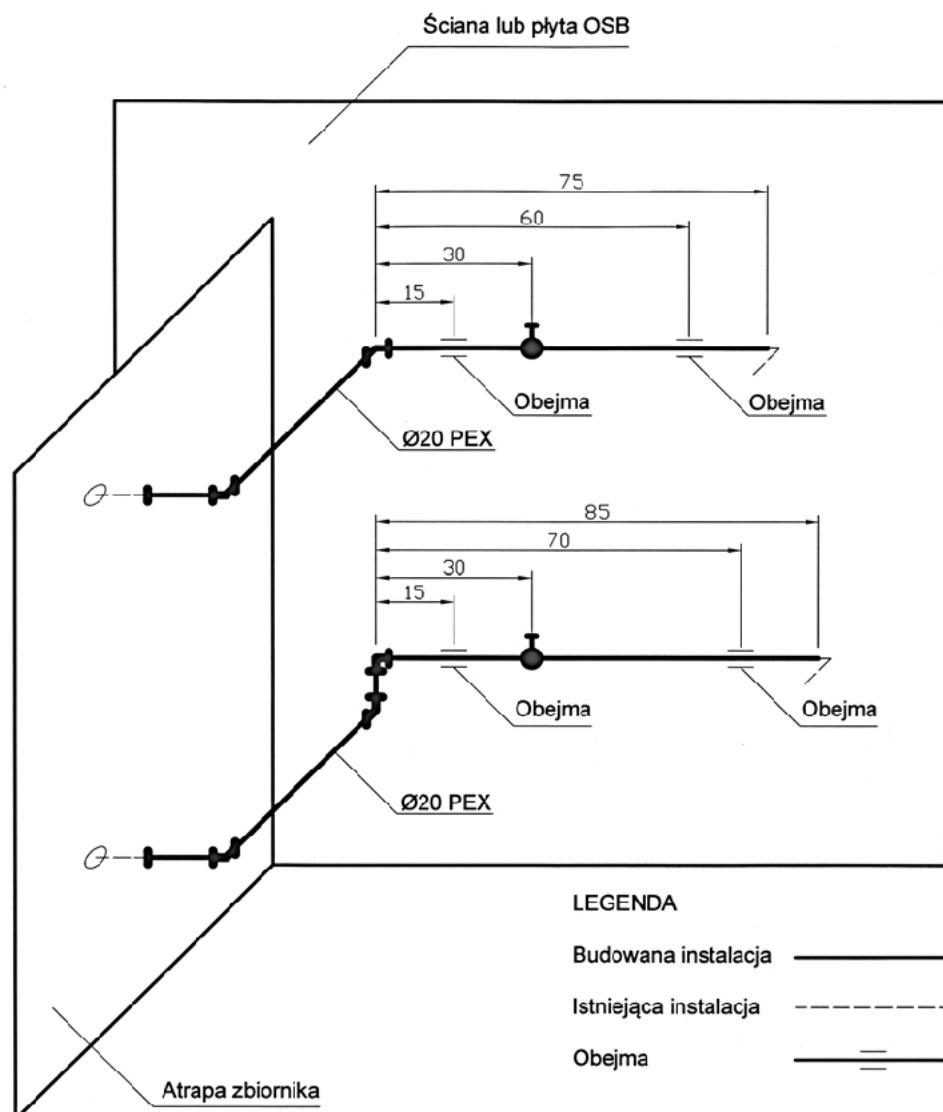 Ściana lub płyta OSB
75
60
30
15
Obejma
Obejma
Ø20 PEX
85
70
30
15
Obejma
Obejma
Ø20 PEX
LEGENDA
Budowana instalacja
Istniejąca instalacja
Obejma
Atrapa zbiornika